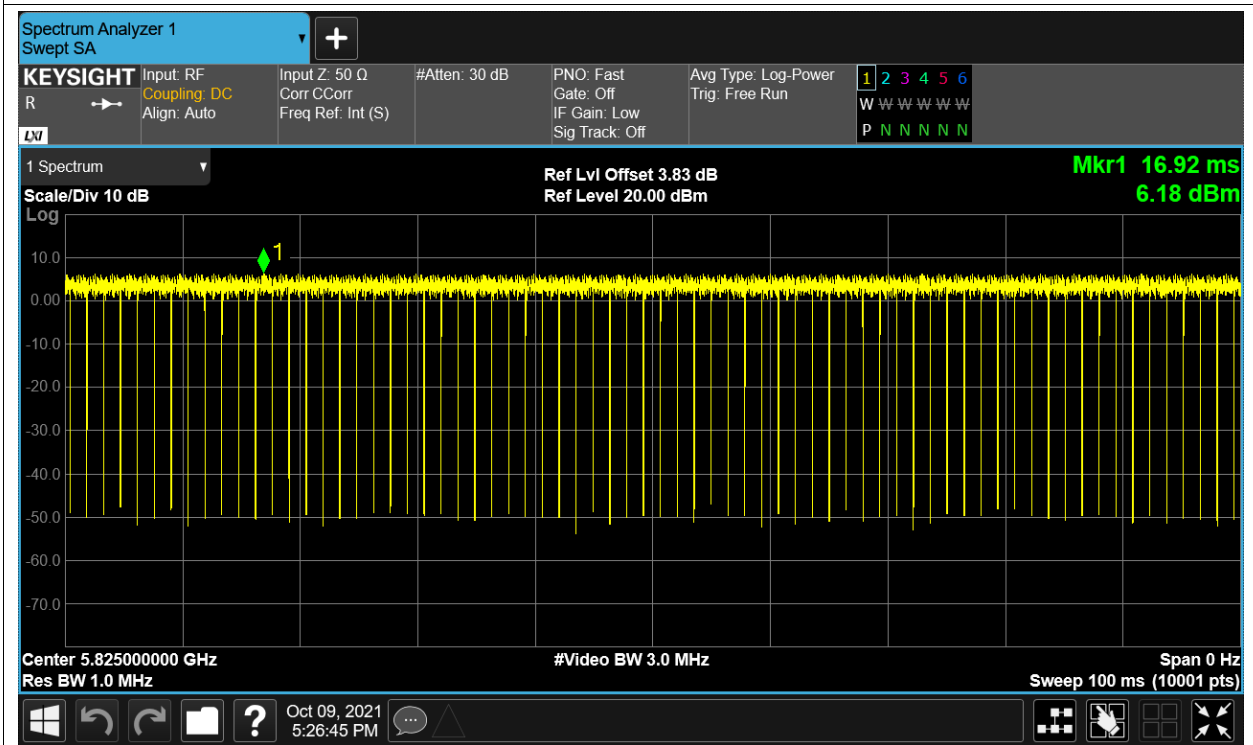 Spectrum Analyzer 1
Swept SA
+
KEYSIGHT
R
LXI
Input: RF
Coupling: DC
Align: Auto
Input Z: 50 Ω
Corr CCorr
Freq Ref: Int (S)
#Atten: 30 dB
PNO: Fast
Gate: Off
IF Gain: Low
Sig Track: Off
Avg Type: Log-Power
Trig: Free Run
1 2 3 4 5 6
W W W W W W
P N N N N N
1 Spectrum
Scale/Div 10 dB
Ref Lvl Offset 3.83 dB
Ref Level 20.00 dBm
Mkr1 16.92 ms
6.18 dBm
Log
1
10.0
0.00
-10.0
-20.0
-30.0
-40.0
-50.0
-60.0
-70.0
Center 5.825000000 GHz
#Video BW 3.0 MHz
Span 0 Hz
Res BW 1.0 MHz
Sweep 100 ms (10001 pts)
?
Oct 09, 2021
5:26:45 PM